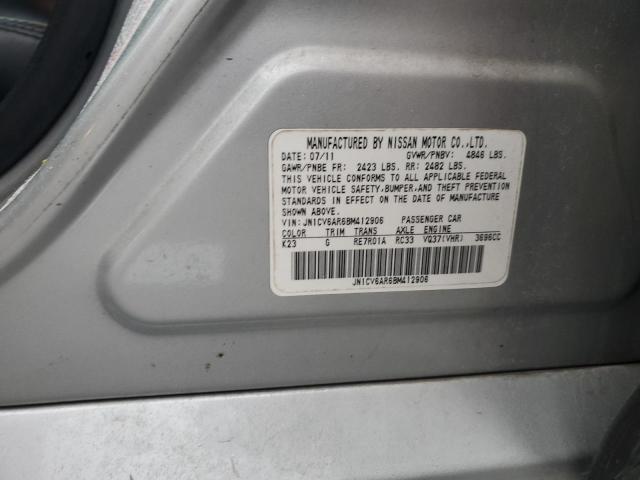 MANUFACTURED BY NISSAN MOTOR CO.,LTD.
DATE: 07/11 GVWR/PNBV: 4846 LBS.
GAWR/PNBE FR: 2423 LBS. RR: 2482 LBS.
THIS VEHICLE CONFORMS TO ALL APPLICABLE FEDERAL
MOTOR VEHICLE SAFETY,BUMPER,AND THEFT PREVENTION
STANDARDS IN EFFECT ON THE DATE OF MANUFACTURE
SHOWN ABOVE.
VIN: JN1CV6AR6BM412906 PASSENGER CAR
COLOR TRIM TRANS AXLE ENGINE
K23 G RE7R01A RC33 VQ37(VHR) 3696CC
JN1CV6AR6BM412906